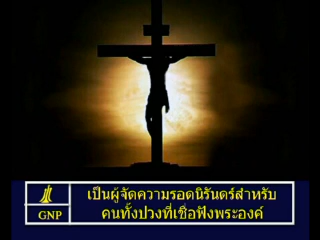 เป็นผู้จัดความรอดนิรันดร์สำหรับ
คนทั้งปวงที่เชื่อฟังพระองค์
GNP